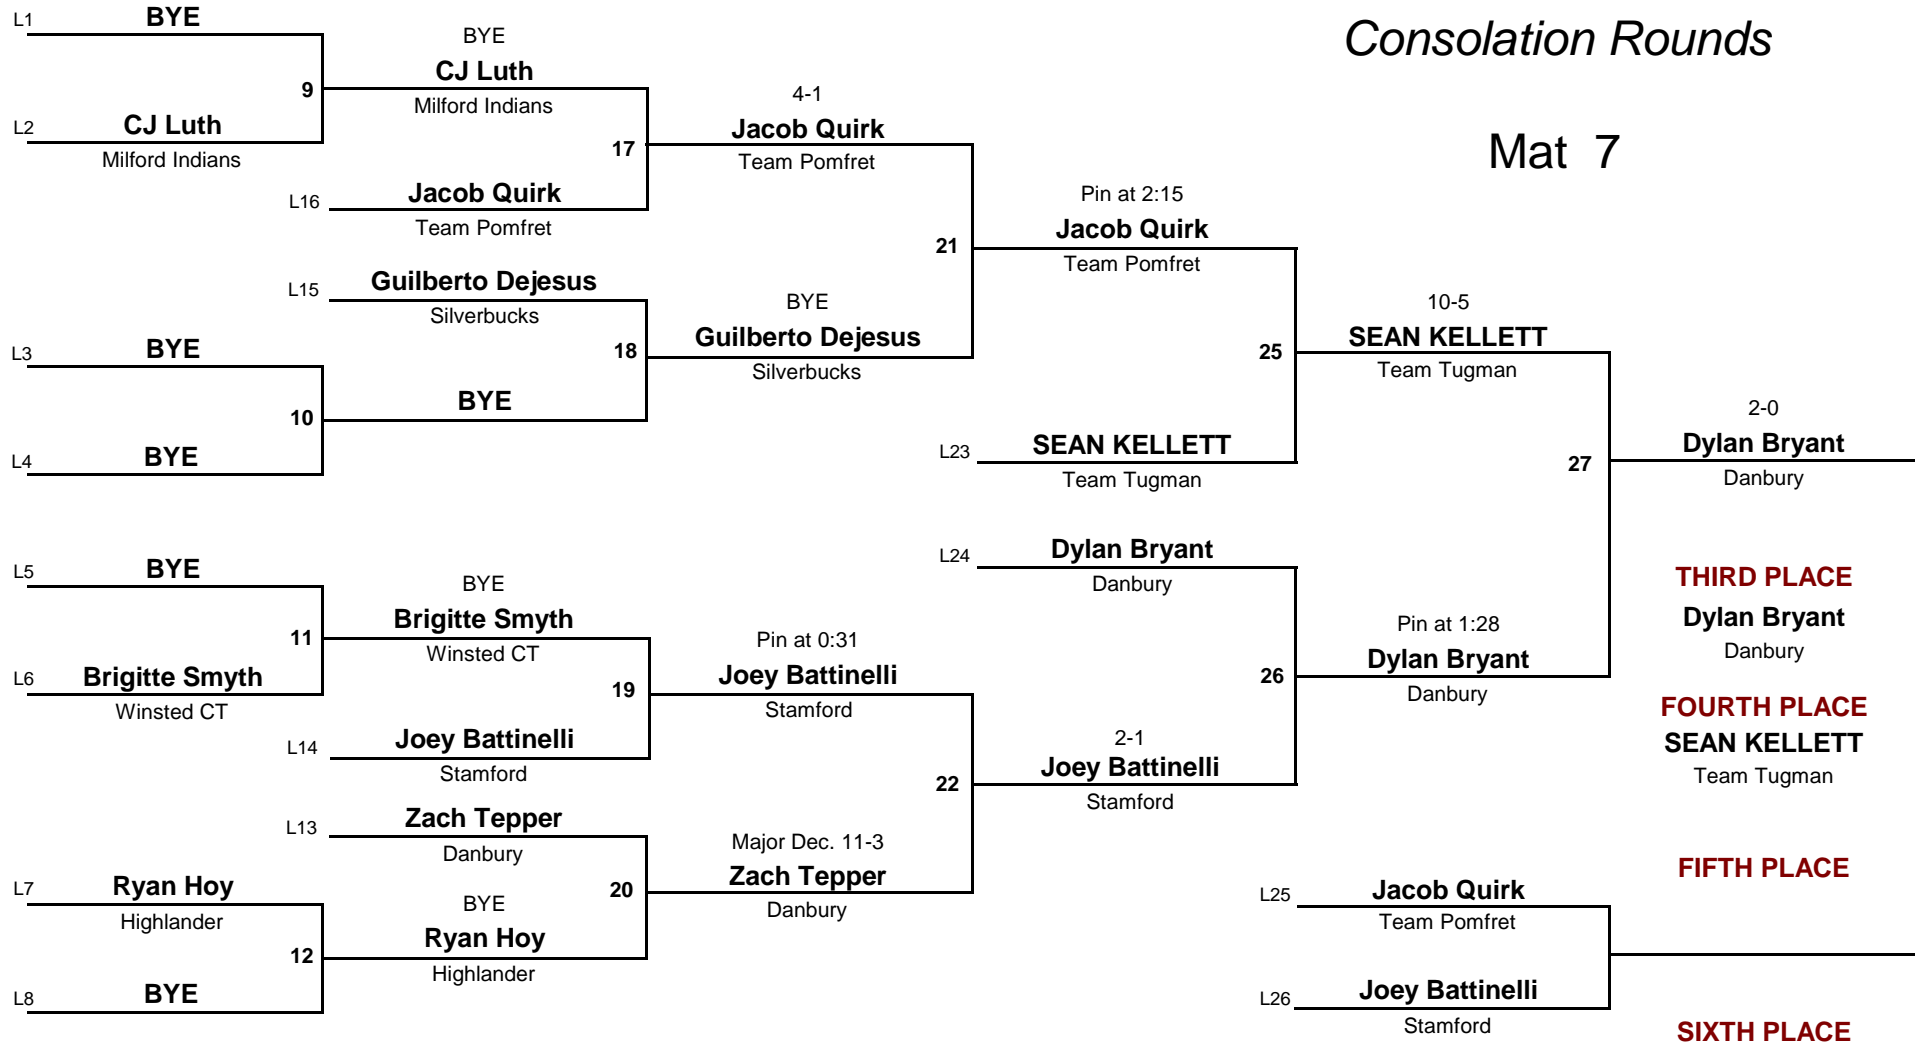 Consolation Rounds
Mat 7
L1 BYE
9
L2 CJ Luth
Milford Indians
BYE
CJ Luth
Milford Indians
17
L16 Jacob Quirk
Team Pomfret
4-1
Jacob Quirk
Team Pomfret
21
L15 Guilberto Dejesus
Silverbucks
18
L3 BYE
10
L4 BYE
BYE
BYE
Guilberto Dejesus
Silverbucks
Pin at 2:15
Jacob Quirk
Team Pomfret
25
L23 SEAN KELLETT
Team Tugman
10-5
SEAN KELLETT
Team Tugman
27
2-0
Dylan Bryant
Danbury
L5 BYE
11
L6 Brigitte Smyth
Winsted CT
BYE
Brigitte Smyth
Winsted CT
19
L14 Joey Battinelli
Stamford
Pin at 0:31
Joey Battinelli
Stamford
22
L13 Zach Tepper
Danbury
20
L7 Ryan Hoy
Highlander
12
L8 BYE
BYE
Ryan Hoy
Highlander
Major Dec. 11-3
Zach Tepper
Danbury
L24 Dylan Bryant
Danbury
26
2-1
Joey Battinelli
Stamford
Pin at 1:28
Dylan Bryant
Danbury
THIRD PLACE
Dylan Bryant
Danbury
FOURTH PLACE
SEAN KELLETT
Team Tugman
L25 Jacob Quirk
Team Pomfret
L26 Joey Battinelli
Stamford
FIFTH PLACE
SIXTH PLACE